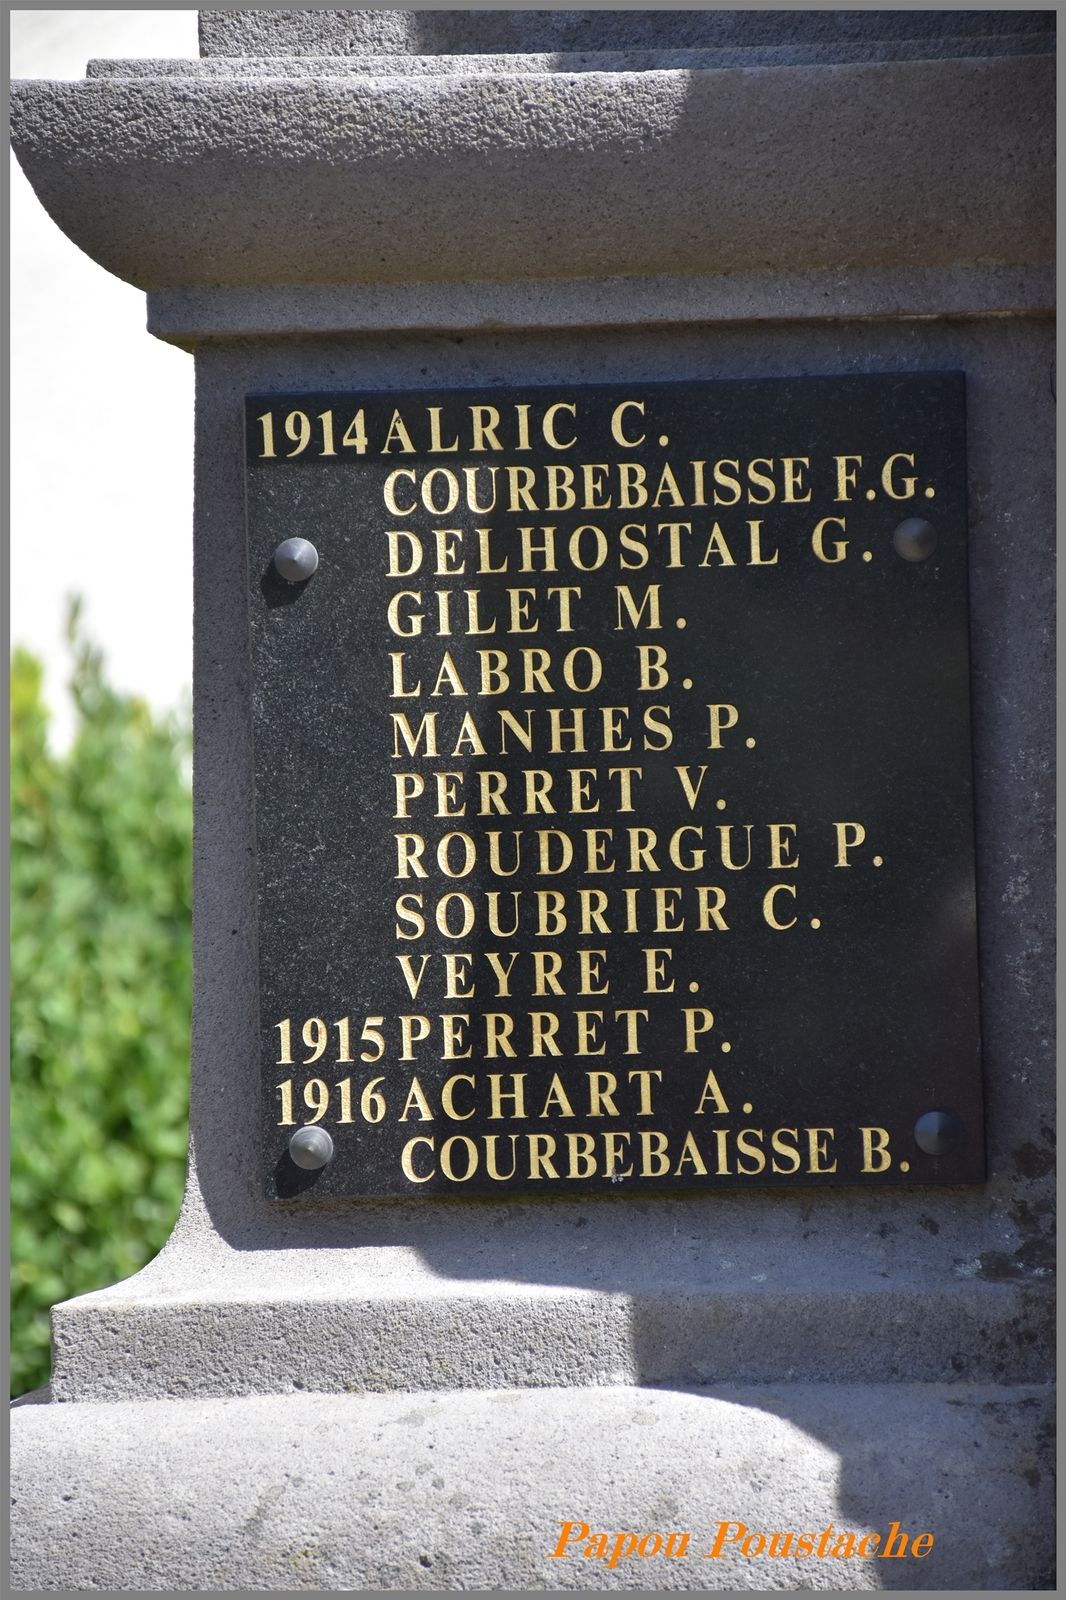 1914 ALRIC C.
COURBEBAISSE F.G.
DELHOSTAL G.
GILET M.
LABRO B.
MANHES P.
PERRET V.
ROUDERGUE P.
SOUBRIER C.
VEYRE E.
1915 PERRET P.
1916 ACHART A.
COURBEBAISSE B.
Papou Poustache